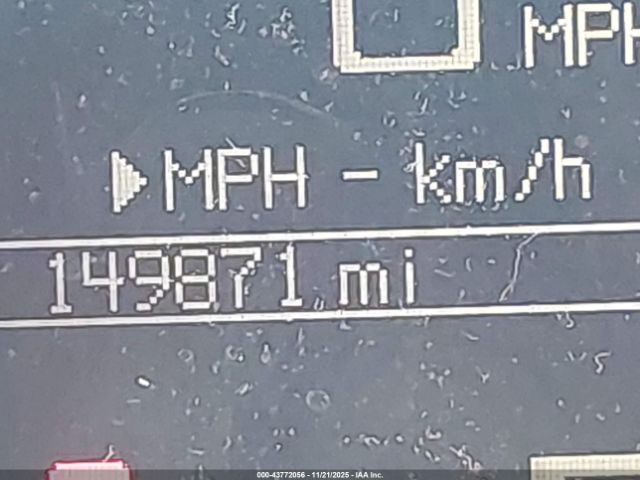 MPH
▶MPH - km/h
149871 mi
000-43772056 - 11/21/2025 - IAA Inc.